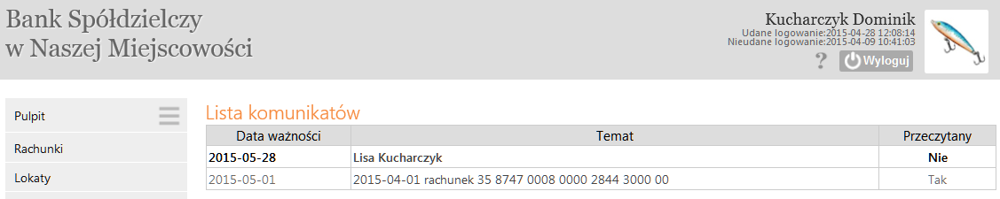 Bank Spółdzielczy
w Naszej Miejscowości
Kucharczyk Dominik
Udane logowanie:2015-04-28 12:08:14
Nieudane logowanie:2015-04-09 10:41:03
? Wyloguj
Pulpit
Rachunki
Lokaty
Lista komunikatów
Data ważności Temat Przeczytany
2015-05-28 Lisa Kucharczyk Nie
2015-05-01 2015-04-01 rachunek 35 8747 0008 0000 2844 3000 00 Tak